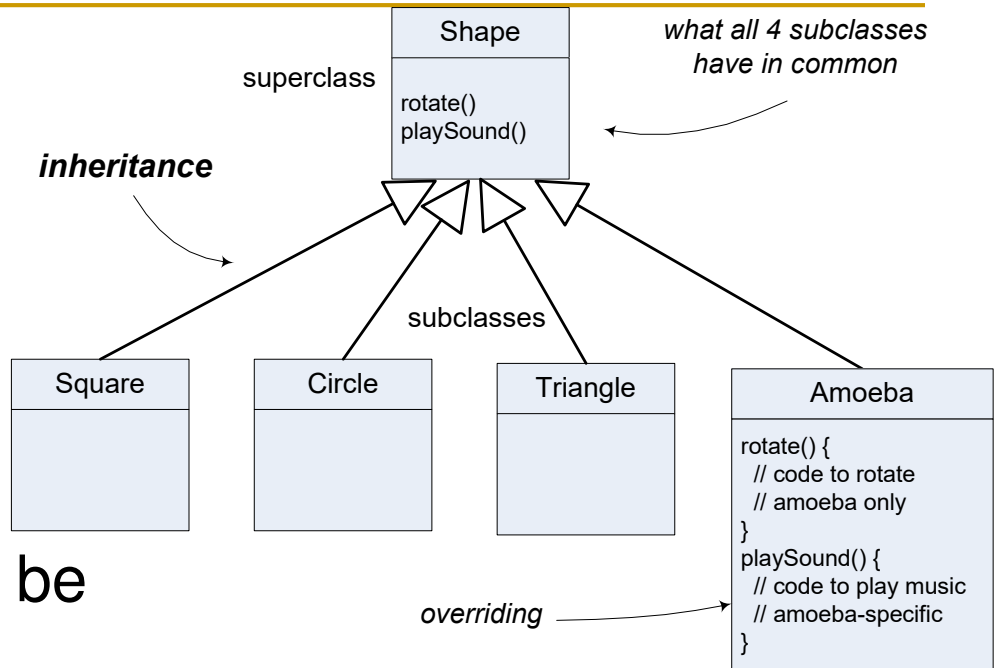 Shape
what all 4 subclasses
have in common
superclass
rotate()
playSound()
inheritance
subclasses
Square
Circle
Triangle
Amoeba
rotate() {
// code to rotate
// amoeba only
}
playSound() {
// code to play music
// amoeba-specific
}
be
overriding